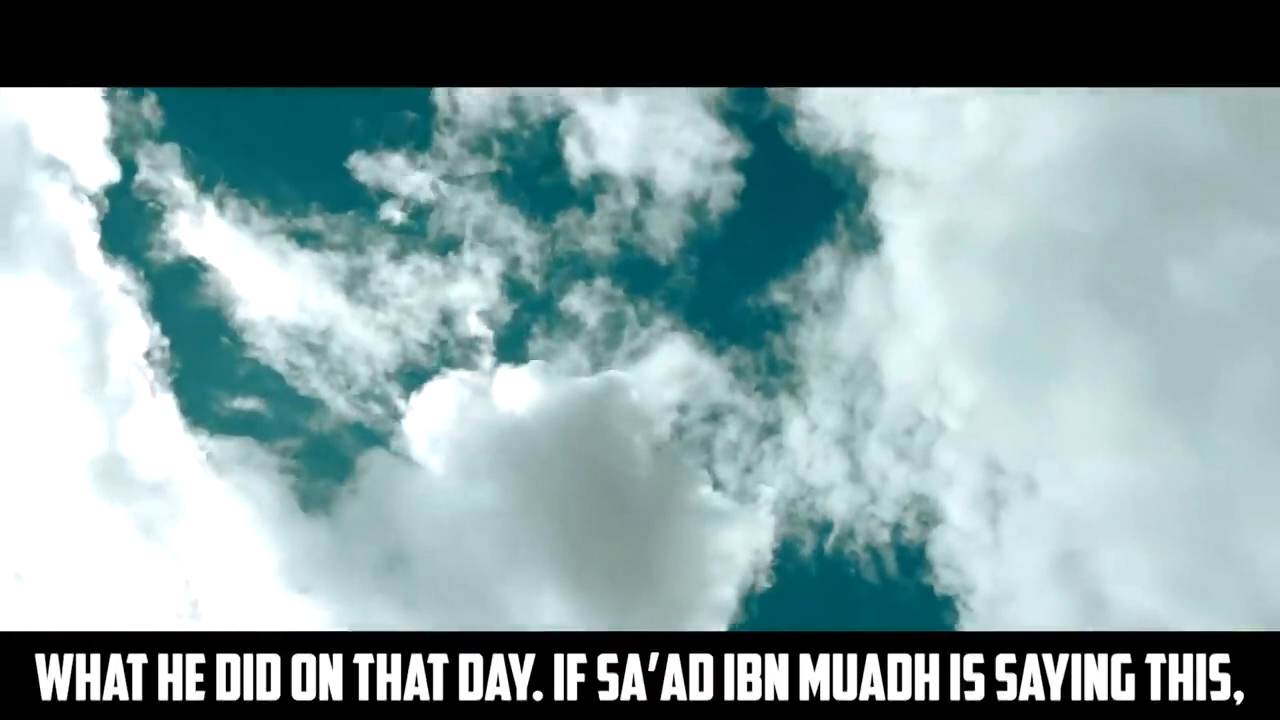 WHAT HE DID ON THAT DAY. IF SA'AD IBN MUADH IS SAYING THIS,